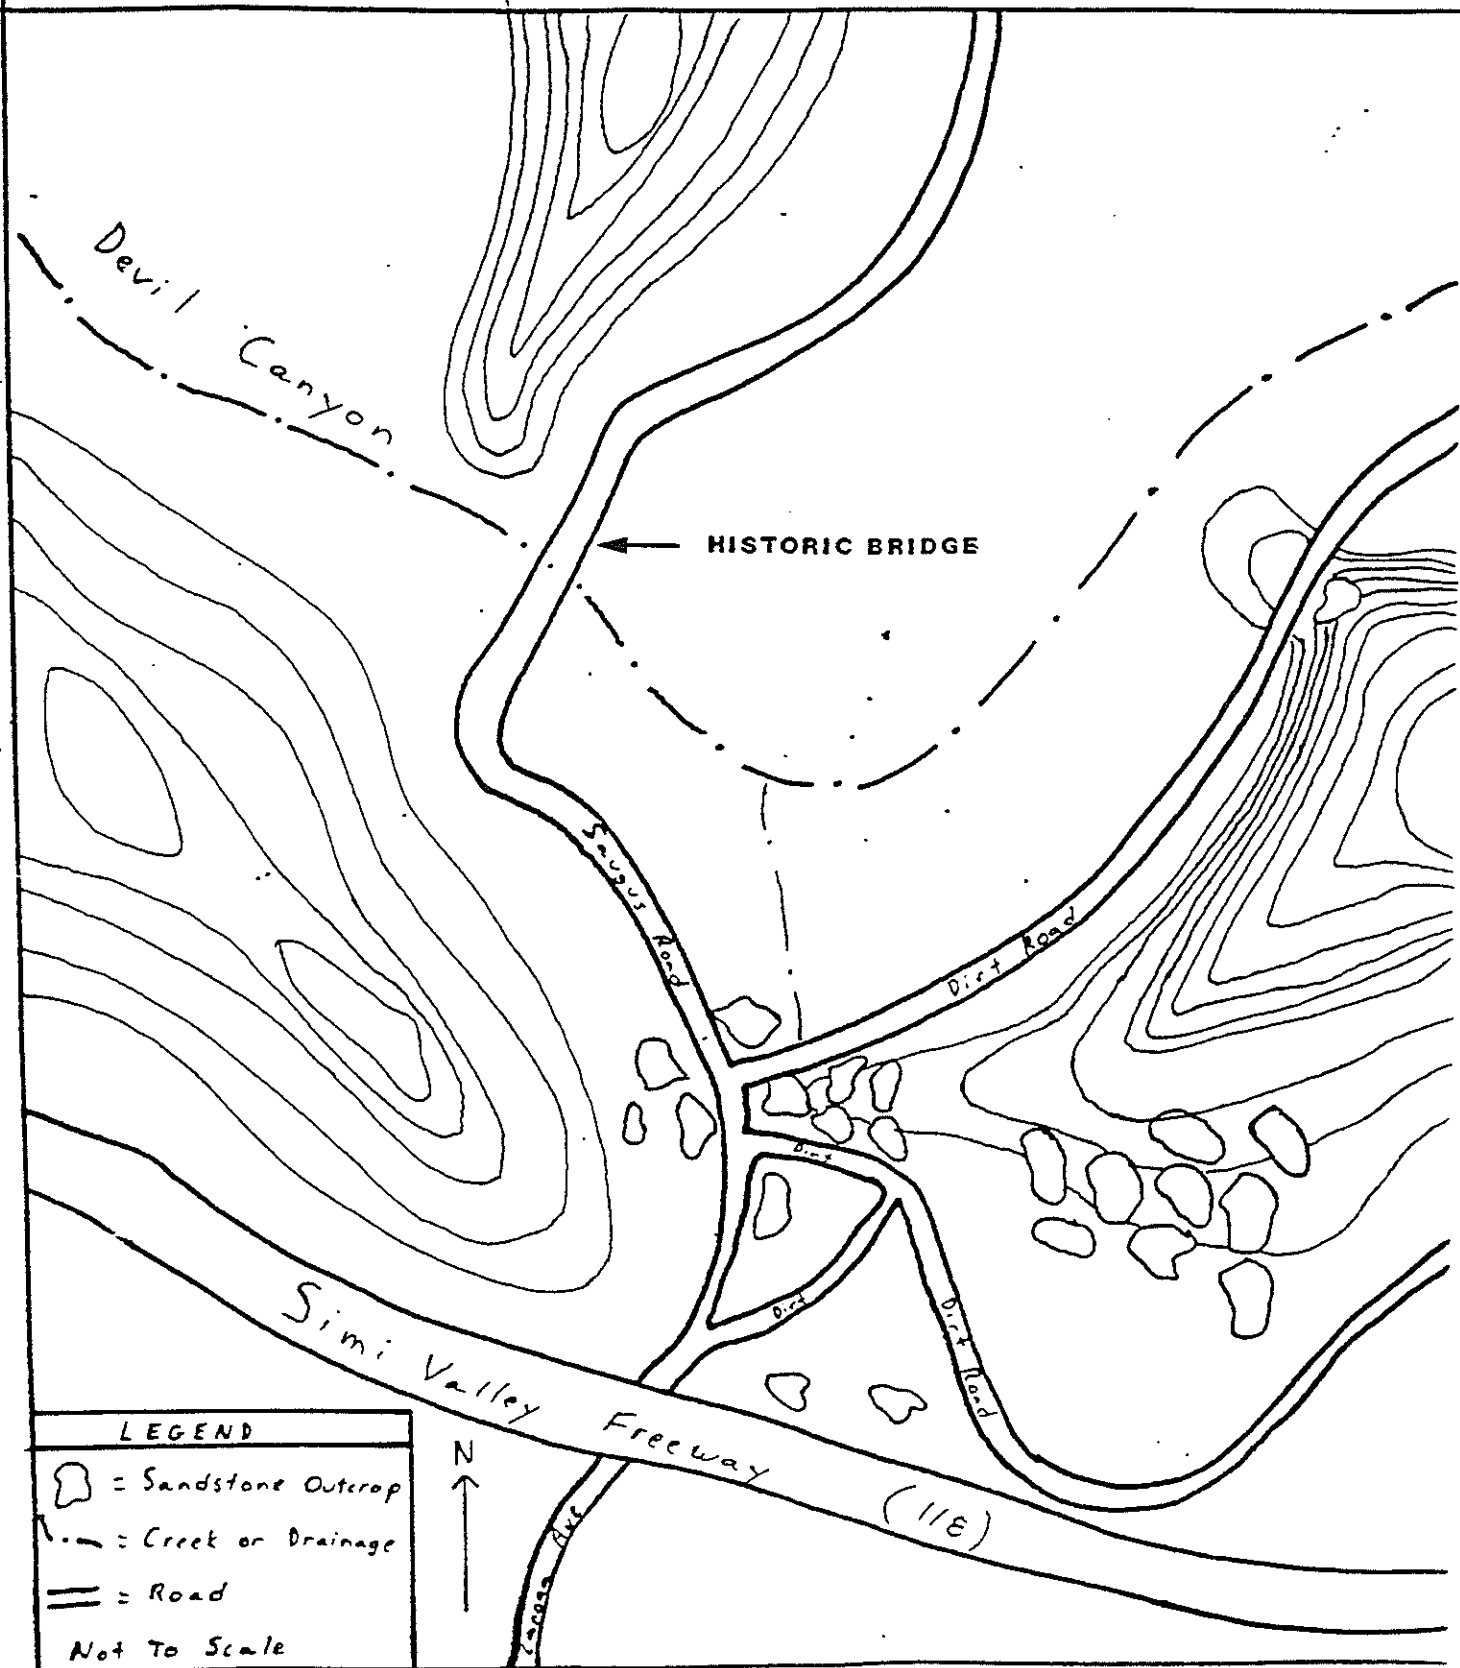 Devil Canyon
HISTORIC BRIDGE
Saugus Road
Dirt Road
Dirt
Dirt
Dirt Road
Simi Valley Freeway (118)
Ave
LEGEND
= Sandstone Outcrop
= Creek or Drainage
= Road
Not To Scale
N